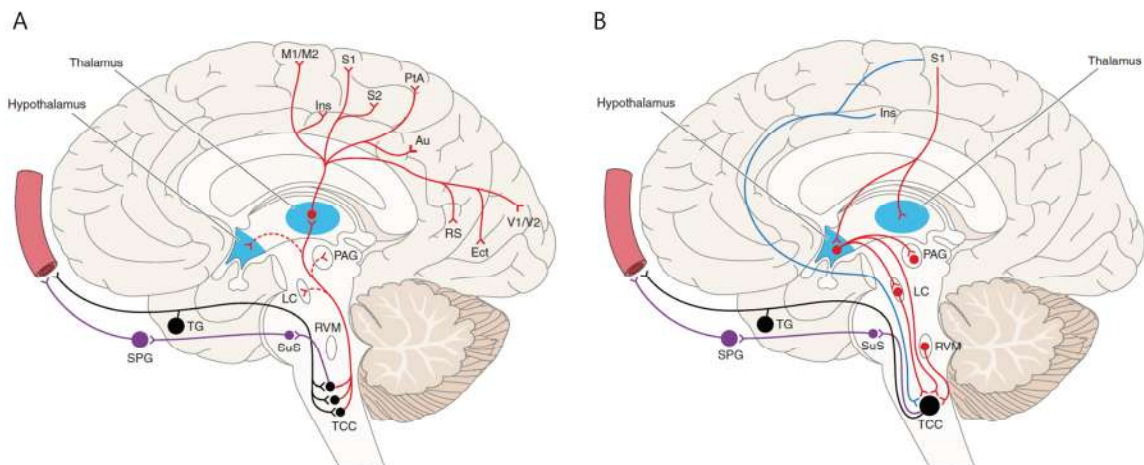 A
M1/M2
S1
PtA
Thalamus
Ins
S2
Hypothalamus
Au
V1/V2
RS
Ect
PAG
LC
TG
RVM
SPG
SuS
TCC
B
S1
Thalamus
Hypothalamus
Ins
PAG
LC
TG
SuS
RVM
SPG
TCC